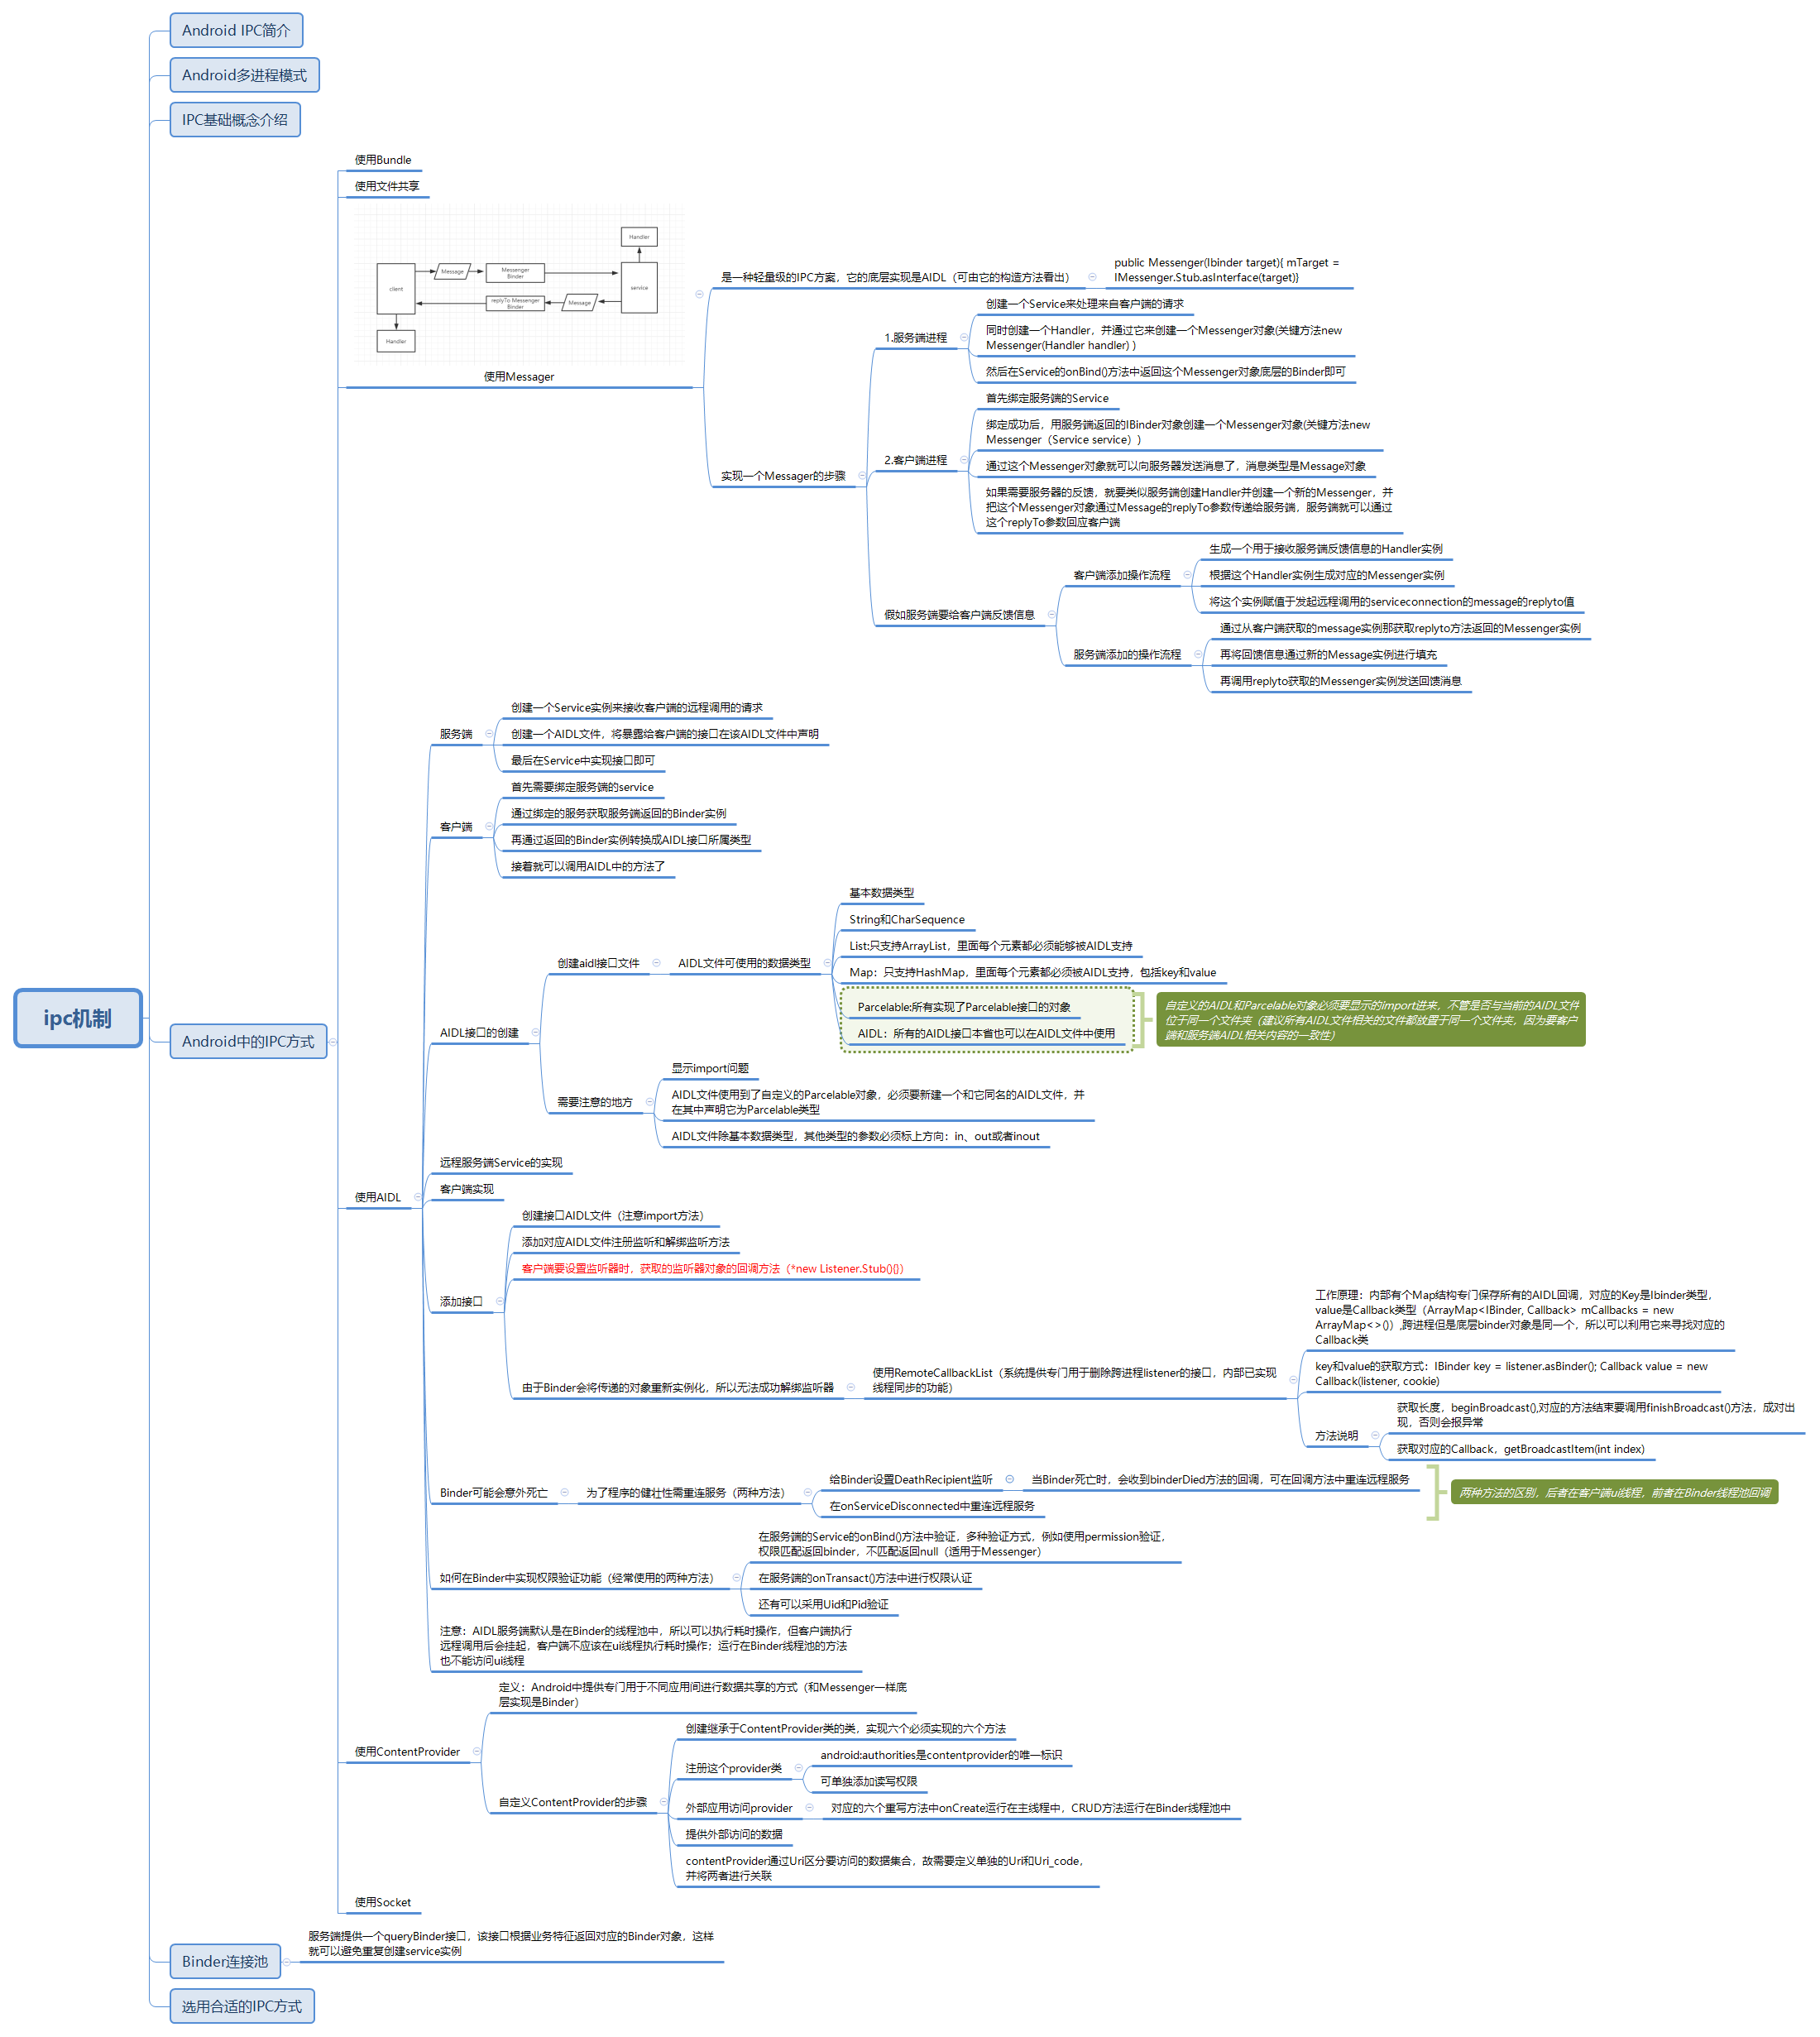 ipc机制
Android IPC简介
Android多进程模式
IPC基础概念介绍
Android中的IPC方式
使用Bundle
使用文件共享
Handler
Message
Messenger
Binder
client
service
replyTo Messenger
Binder
Message
Handler
使用Messager
是一种轻量级的IPC方案，它的底层实现是AIDL（可由它的构造方法看出）
public Messenger(Ibinder target){ mTarget =
IMessenger.Stub.asInterface(target)}
实现一个Messager的步骤
1.服务端进程
创建一个Service来处理来自客户端的请求
同时创建一个Handler，并通过它来创建一个Messenger对象(关键方法new
Messenger(Handler handler) )
然后在Service的onBind()方法中返回这个Messenger对象底层的Binder即可
2.客户端进程
首先绑定服务端的Service
绑定成功后，用服务端返回的IBinder对象创建一个Messenger对象(关键方法new
Messenger（Service service）)
通过这个Messenger对象就可以向服务器发送消息了，消息类型是Message对象
如果需要服务器的反馈，就要类似服务端创建Handler并创建一个新的Messenger，并
把这个Messenger对象通过Message的replyTo参数传递给服务端，服务端就可以通过
这个replyTo参数回应客户端
假如服务端要给客户端反馈信息
客户端添加操作流程
生成一个用于接收服务端反馈信息的Handler实例
根据这个Handler实例生成对应的Messenger实例
将这个实例赋值于发起远程调用的serviceconnection的message的replyto值
服务端添加的操作流程
通过从客户端获取的message实例那获取replyto方法返回的Messenger实例
再将回馈信息通过新的Message实例进行填充
再调用replyto获取的Messenger实例发送回馈消息
使用AIDL
服务端
创建一个Service实例来接收客户端的远程调用的请求
创建一个AIDL文件，将暴露给客户端的接口在该AIDL文件中声明
最后在Service中实现接口即可
客户端
首先需要绑定服务端的service
通过绑定的服务获取服务端返回的Binder实例
再通过返回的Binder实例转换成AIDL接口所属类型
接着就可以调用AIDL中的方法了
AIDL接口的创建
创建aidl接口文件
AIDL文件可使用的数据类型
基本数据类型
String和CharSequence
List:只支持ArrayList，里面每个元素都必须能够被AIDL支持
Map：只支持HashMap，里面每个元素都必须被AIDL支持，包括key和value
Parcelable:所有实现了Parcelable接口的对象
AIDL：所有的AIDL接口本省也可以在AIDL文件中使用
自定义的AIDL和Parcelable对象必须要显示的import进来，不管是否与当前的AIDL文件
位于同一个文件夹（建议所有AIDL文件相关的文件都放置于同一个文件夹，因为要客户
端和服务端AIDL相关内容的一致性）
需要注意的地方
显示import问题
AIDL文件使用到了自定义的Parcelable对象，必须要新建一个和它同名的AIDL文件，并
在其中声明它为Parcelable类型
AIDL文件除基本数据类型，其他类型的参数必须标上方向：in、out或者inout
远程服务端Service的实现
客户端实现
添加接口
创建接口AIDL文件（注意import方法）
添加对应AIDL文件注册监听和解绑监听方法
客户端要设置监听器时，获取的监听器对象的回调方法（*new Listener.Stub(){}）
由于Binder会将传递的对象重新实例化，所以无法成功解绑监听器
使用RemoteCallbackList（系统提供专门用于删除跨进程listener的接口，内部已实现
线程同步的功能）
工作原理：内部有个Map结构专门保存所有的AIDL回调，对应的Key是Ibinder类型，
value是Callback类型（ArrayMap<IBinder, Callback> mCallbacks = new
ArrayMap<>()）,跨进程但是底层binder对象是同一个，所以可以利用它来寻找对应的
Callback类
key和value的获取方式：IBinder key = listener.asBinder(); Callback value = new
Callback(listener, cookie)
方法说明
获取长度，beginBroadcast(),对应的方法结束要调用finishBroadcast()方法，成对出
现，否则会报异常
获取对应的Callback，getBroadcastItem(int index)
Binder可能会意外死亡
为了程序的健壮性需重连服务（两种方法）
给Binder设置DeathRecipient监听
当Binder死亡时，会收到binderDied方法的回调，可在回调方法中重连远程服务
在onServiceDisconnected中重连远程服务
两种方法的区别，后者在客户端ui线程，前者在Binder线程池回调
如何在Binder中实现权限验证功能（经常使用的两种方法）
在服务端的Service的onBind()方法中验证，多种验证方式，例如使用permission验证，
权限匹配返回binder，不匹配返回null（适用于Messenger）
在服务端的onTransact()方法中进行权限认证
还有可以采用Uid和Pid验证
注意：AIDL服务端默认是在Binder的线程池中，所以可以执行耗时操作，但客户端执行
远程调用后会挂起，客户端不应该在ui线程执行耗时操作；运行在Binder线程池的方法
也不能访问ui线程
使用ContentProvider
定义：Android中提供专门用于不同应用间进行数据共享的方式（和Messenger一样底
层实现是Binder）
自定义ContentProvider的步骤
创建继承于ContentProvider类的类，实现六个必须实现的六个方法
注册这个provider类
android:authorities是contentprovider的唯一标识
可单独添加读写权限
外部应用访问provider
对应的六个重写方法中onCreate运行在主线程中，CRUD方法运行在Binder线程池中
提供外部访问的数据
contentProvider通过Uri区分要访问的数据集合，故需要定义单独的Uri和Uri_code，
并将两者进行关联
使用Socket
Binder连接池
服务端提供一个queryBinder接口，该接口根据业务特征返回对应的Binder对象，这样
就可以避免重复创建service实例
选用合适的IPC方式